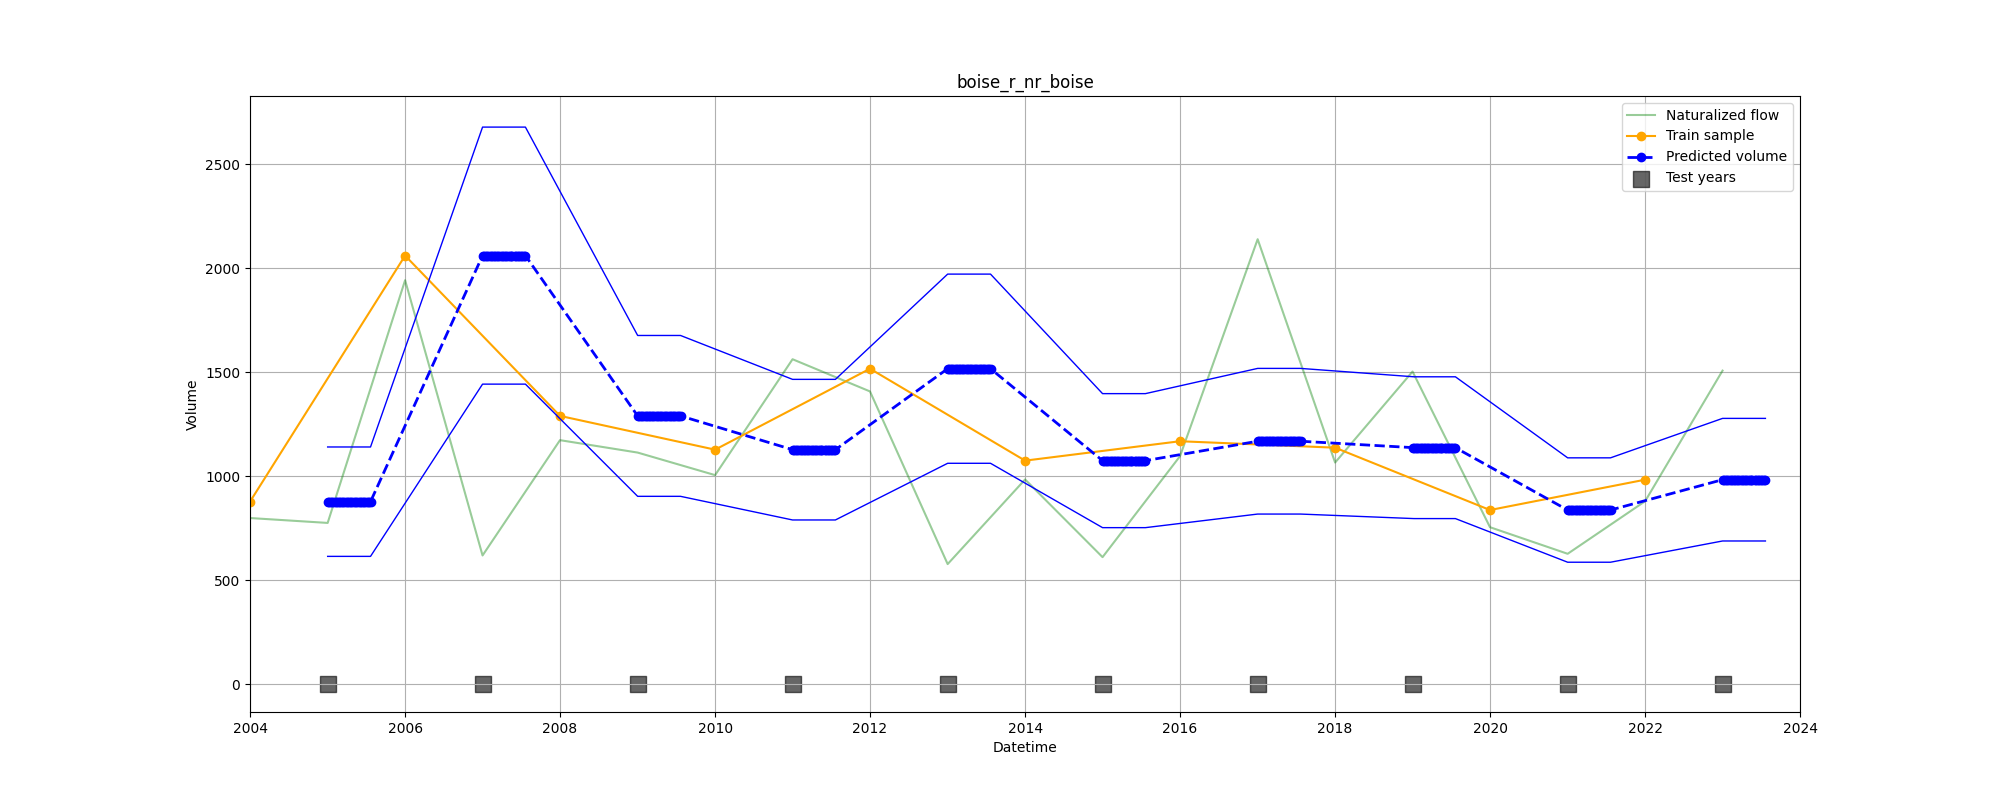 boise_r_nr_boise
Naturalized flow
Train sample
Predicted volume
Test years
Volume
2500
2000
1500
1000
500
0
2004 2006 2008 2010 2012 2014 2016 2018 2020 2022 2024
Datetime